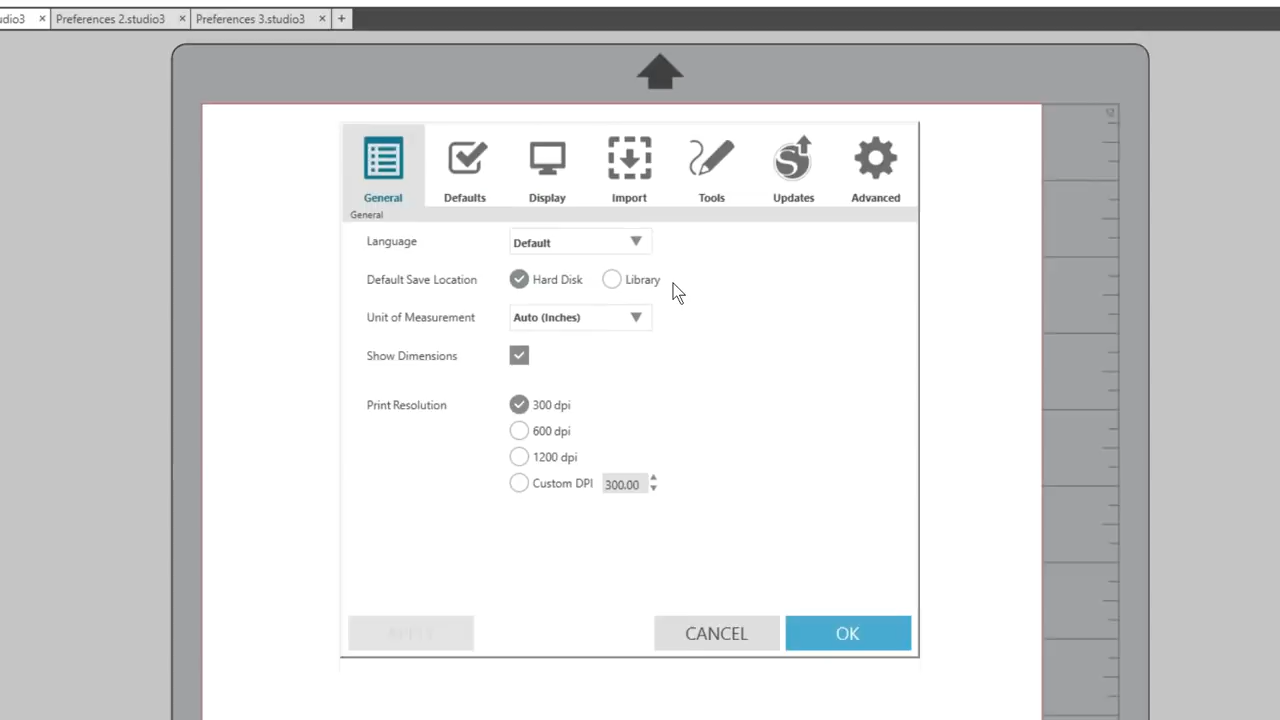 udio3 × Preferences 2.studio3 × Preferences 3.studio3 × +
General Defaults Display Import Tools Updates Advanced
General
Language Default
Default Save Location Hard Disk Library
Unit of Measurement Auto (Inches)
Show Dimensions
Print Resolution 300 dpi
600 dpi
1200 dpi
Custom DPI 300.00
APPLY CANCEL OK